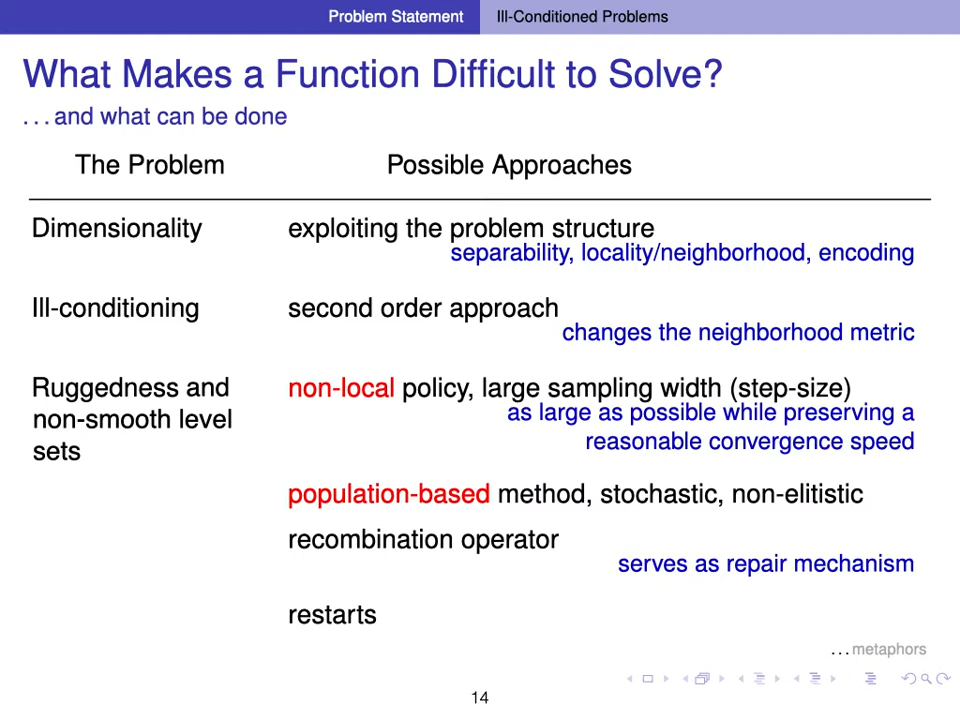 Problem Statement Ill-Conditioned Problems
What Makes a Function Difficult to Solve?
...and what can be done
The Problem Possible Approaches
Dimensionality exploiting the problem structure
separability, locality/neighborhood, encoding
Ill-conditioning second order approach
changes the neighborhood metric
Ruggedness and non-local policy, large sampling width (step-size)
non-smooth level as large as possible while preserving a
sets reasonable convergence speed
population-based method, stochastic, non-elitistic
recombination operator
serves as repair mechanism
restarts
...metaphors
14